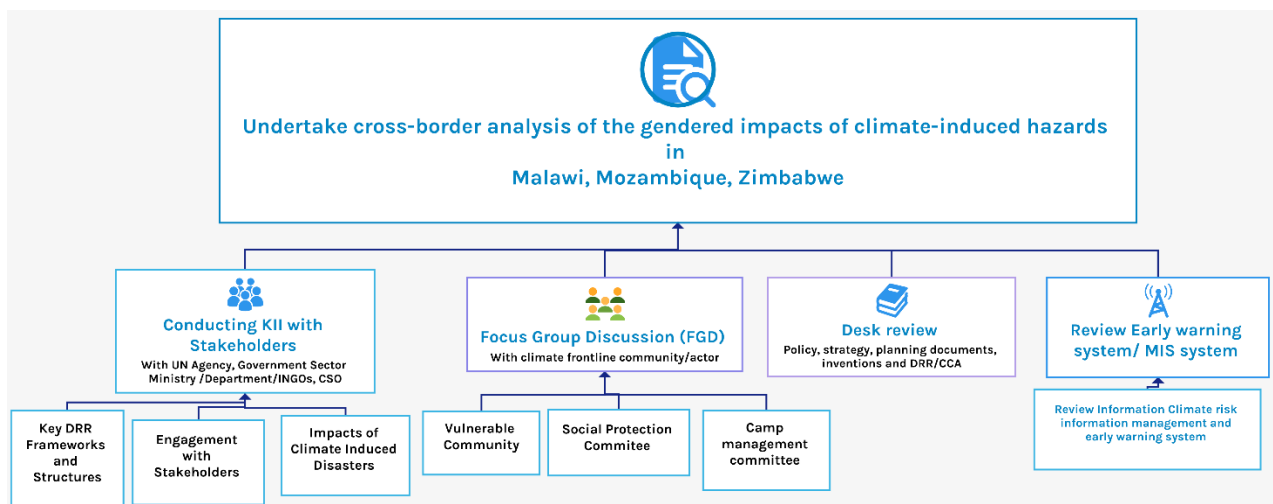 Undertake cross-border analysis of the gendered impacts of climate-induced hazards
in
Malawi, Mozambique, Zimbabwe
Conducting KII with
Stakeholders
With UN Agency, Government Sector
Ministry /Department/INGOs, CSO
Focus Group Discussion (FGD)
With climate frontline community/actor
Desk review
Policy, strategy, planning documents,
inventions and DRR/CCA
Review Early warning
system/ MIS system
Key DRR
Frameworks
and
Structures
Engagement
with
Stakeholders
Impacts of
Climate Induced
Disasters
Vulnerable
Community
Social Protection
Commitee
Camp
management
committee
Review Information Climate risk
information management and
early warning system